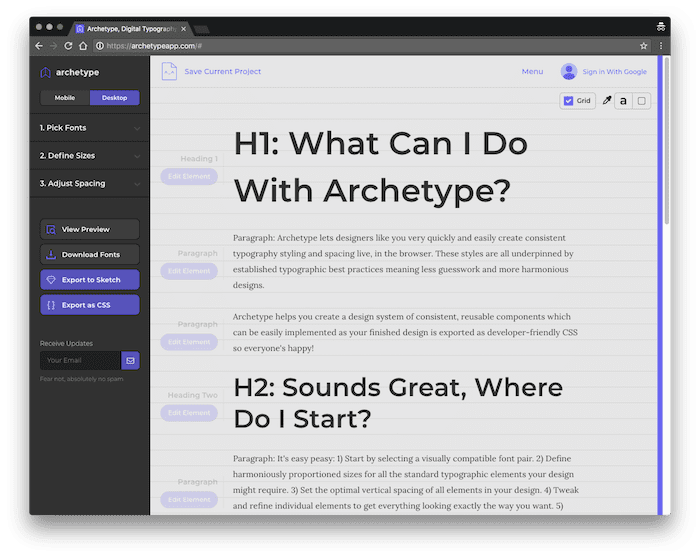 Archetype, Digital Typograph
https://archetypeapp.com/#
archetype
Mobile
Desktop
1. Pick Fonts
2. Define Sizes
3. Adjust Spacing
View Preview
Download Fonts
Export to Sketch
Export as CSS
Receive Updates
Your Email
Fear not, absolutely no spam
Save Current Project
Menu
Sign In With Google
Grid
a
Heading 1
Edit Element
H1: What Can I Do
With Archetype?
Paragraph
Edit Element
Paragraph: Archetype lets designers like you very quickly and easily create consistent
typography styling and spacing live, in the browser. These styles are all underpinned by
established typographic best practices meaning less guesswork and more harmonious
designs.
Paragraph
Edit Element
Archetype helps you create a design system of consistent, reusable components which
can be easily implemented as your finished design is exported as developer-friendly CSS
so everyone's happy!
Heading Two
Edit Element
H2: Sounds Great, Where
Do I Start?
Paragraph
Edit Element
Paragraph: It's easy peasy: 1) Start by selecting a visually compatible font pair. 2) Define
harmoniously proportioned sizes for all the standard typographic elements your design
might require. 3) Set the optimal vertical spacing of all elements in your design. 4) Tweak
and refine individual elements to get everything looking exactly the way you want. 5)